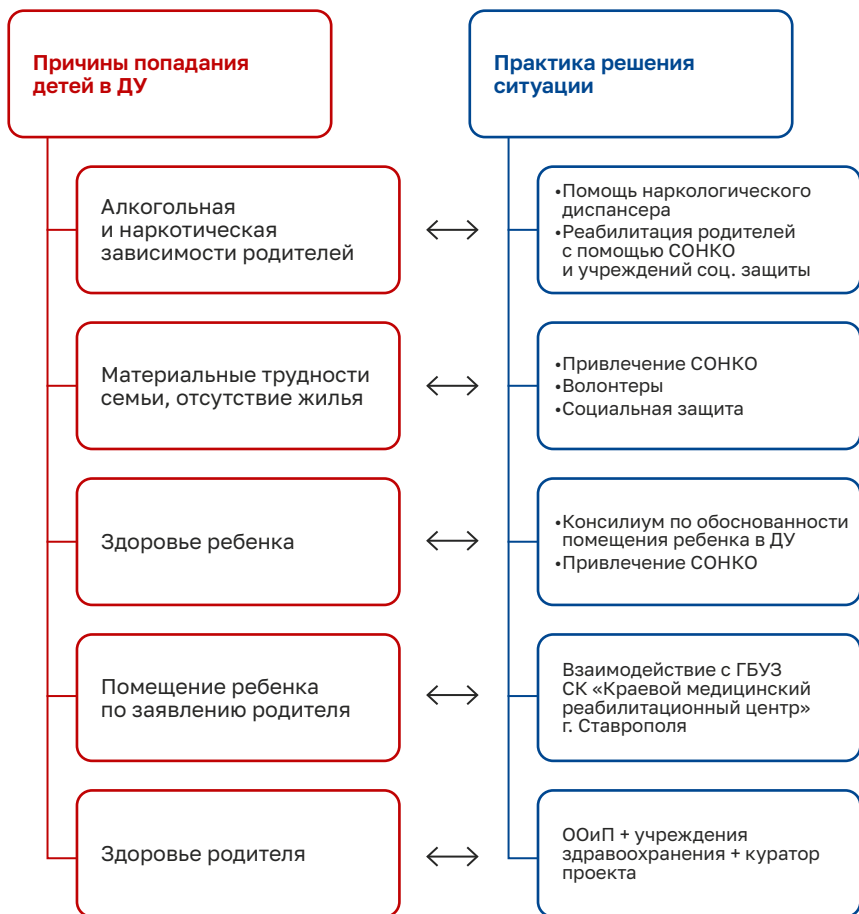 Причины попадания
детей в ДУ
Практика решения
ситуации
Алкогольная
и наркотическая
зависимости родителей
•Помощь наркологического
диспансера
•Реабилитация родителей
с помощью СОНКО
и учреждений соц. защиты
Материальные трудности
семьи, отсутствие жилья
•Привлечение СОНКО
•Волонтеры
•Социальная защита
Здоровье ребенка
•Консилиум по обоснованности
помещения ребенка в ДУ
•Привлечение СОНКО
Помещение ребенка
по заявлению родителя
Взаимодействие с ГБУЗ
СК «Краевой медицинский
реабилитационный центр»
г. Ставрополя
Здоровье родителя
ООиП + учреждения
здравоохранения + куратор
проекта